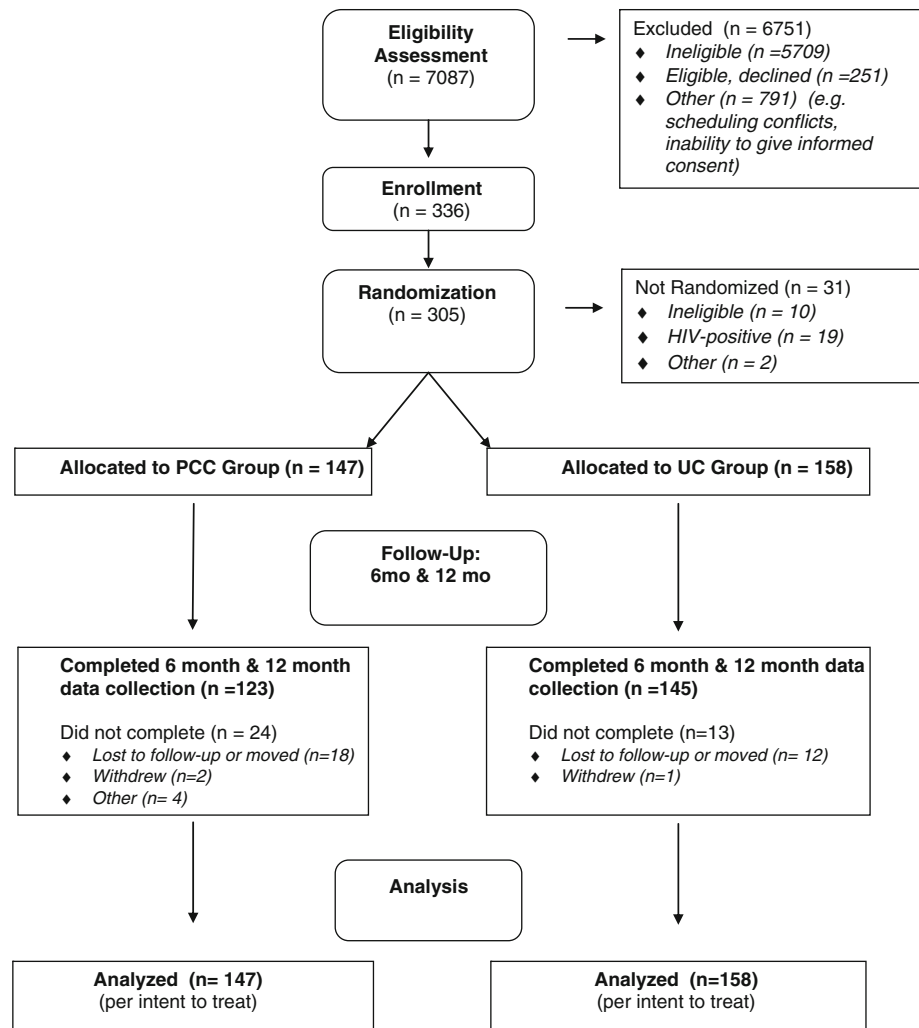 Eligibility
Assessment
(n = 7087)
Excluded (n = 6751)
♦ Ineligible (n =5709)
♦ Eligible, declined (n =251)
♦ Other (n = 791) (e.g.
scheduling conflicts,
inability to give informed
consent)
Enrollment
(n = 336)
Randomization
(n = 305)
Not Randomized (n = 31)
♦ Ineligible (n = 10)
♦ HIV-positive (n = 19)
♦ Other (n = 2)
Allocated to PCC Group (n = 147)
Allocated to UC Group (n = 158)
Follow-Up:
6mo & 12 mo
Completed 6 month & 12 month
data collection (n =123)
Did not complete (n = 24)
♦ Lost to follow-up or moved (n=18)
♦ Withdrew (n=2)
♦ Other (n= 4)
Completed 6 month & 12 month data
collection (n =145)
Did not complete (n=13)
♦ Lost to follow-up or moved (n= 12)
♦ Withdrew (n=1)
Analysis
Analyzed (n= 147)
(per intent to treat)
Analyzed (n=158)
(per intent to treat)